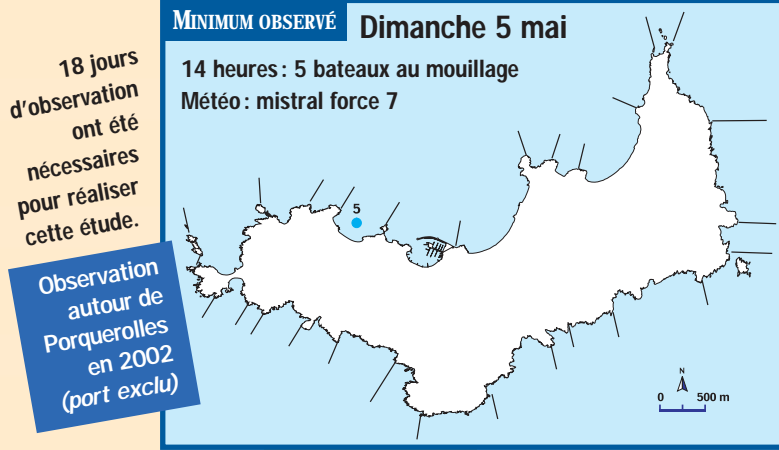 18 jours
d'observation
ont été
nécessaires
pour réaliser
cette étude.
Observation
autour de
Porquerolles
en 2002
(port exclu)
MINIMUM OBSERVÉ
Dimanche 5 mai
14 heures : 5 bateaux au mouillage
Météo : mistral force 7
5
N
0 500 m